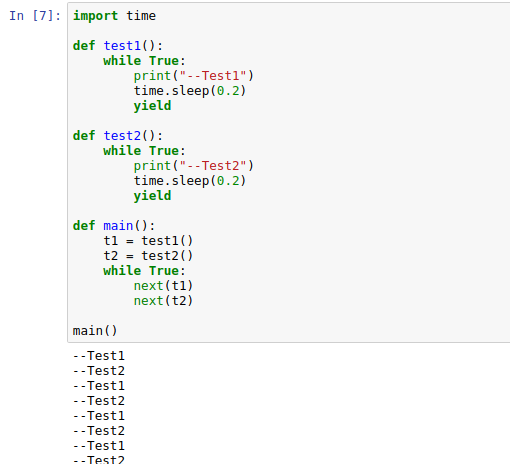 In [7]: import time
def test1():
    while True:
        print("--Test1")
        time.sleep(0.2)
        yield
def test2():
    while True:
        print("--Test2")
        time.sleep(0.2)
        yield
def main():
    t1 = test1()
    t2 = test2()
    while True:
        next(t1)
        next(t2)
main()
--Test1
--Test2
--Test1
--Test2
--Test1
--Test2
--Test1
--Test2